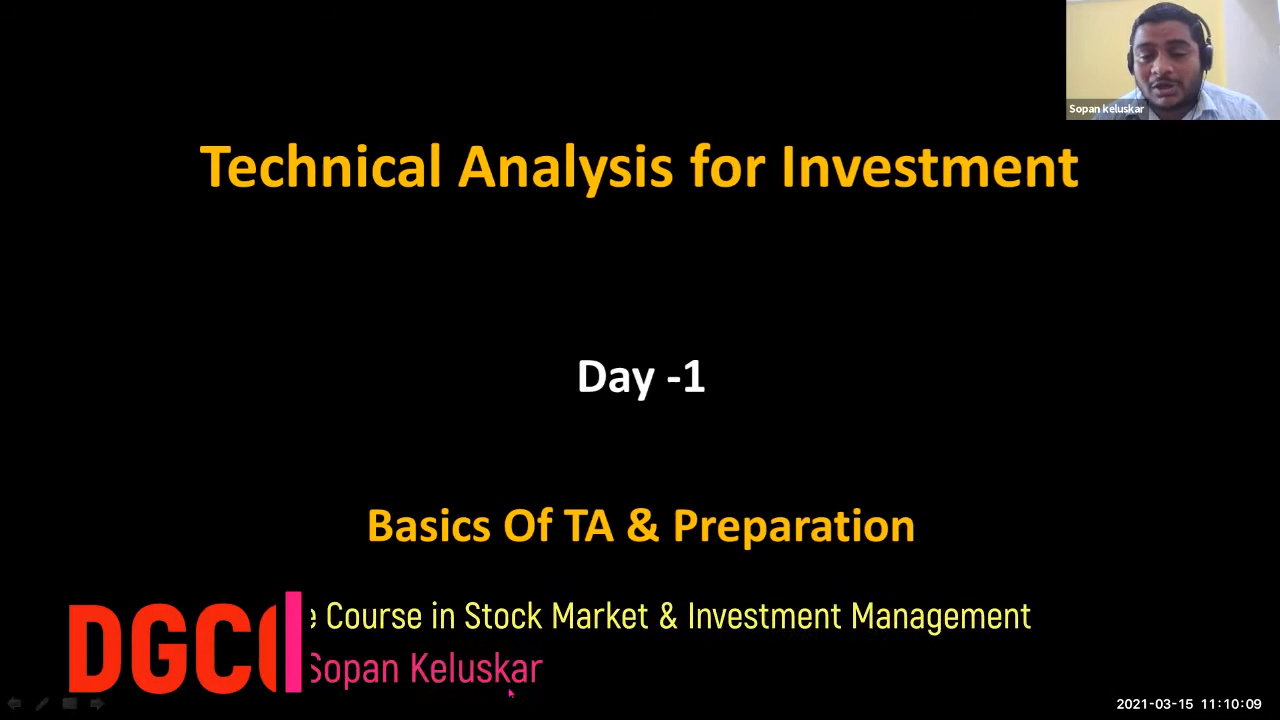 Sopan keluskar
Technical Analysis for Investment
Day -1
Basics Of TA & Preparation
DGC
Course in Stock Market & Investment Management
Sopan Keluskar
2021-03-15 11:10:09